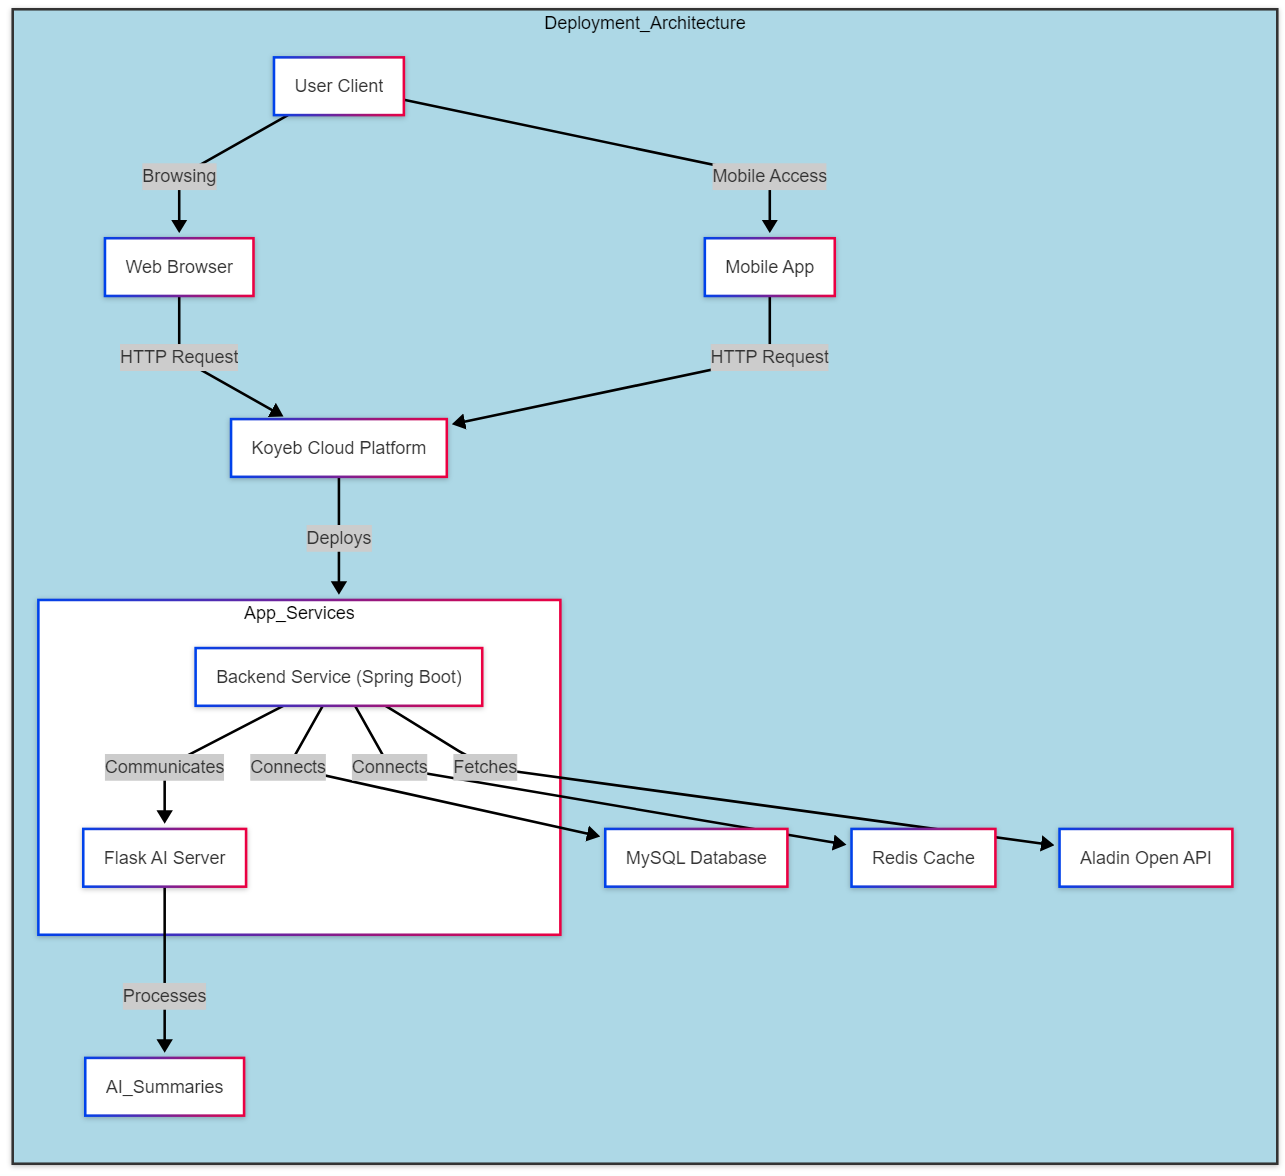 Deployment_Architecture
User Client
Browsing
Mobile Access
Web Browser
Mobile App
HTTP Request
HTTP Request
Koyeb Cloud Platform
Deploys
App_Services
Backend Service (Spring Boot)
Communicates
Connects
Connects
Fetches
Flask AI Server
MySQL Database
Redis Cache
Aladin Open API
Processes
AI_Summaries